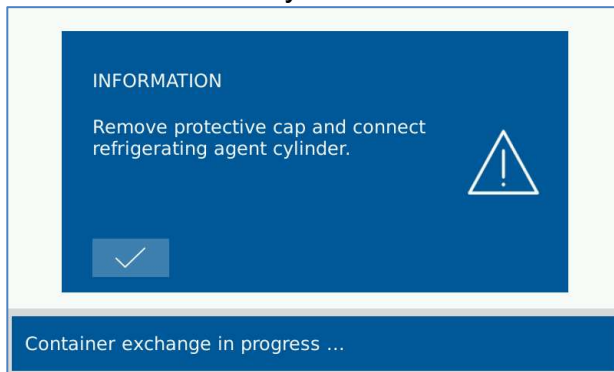 INFORMATION
Remove protective cap and connect
refrigerating agent cylinder.
Container exchange in progress ...